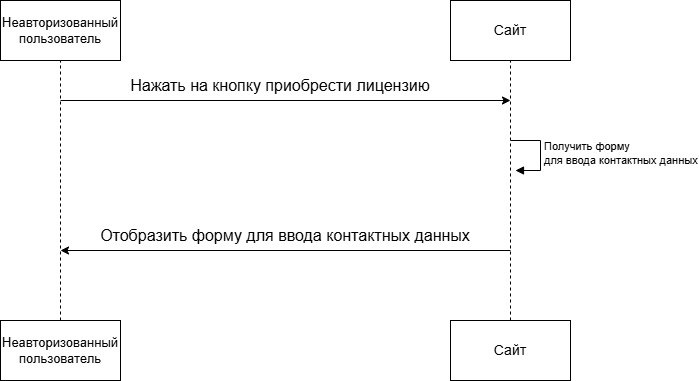 Неавторизованный
пользователь
Сайт
Нажать на кнопку приобрести лицензию
Получить форму
для ввода контактных данных
Отобразить форму для ввода контактных данных
Неавторизованный
пользователь
Сайт